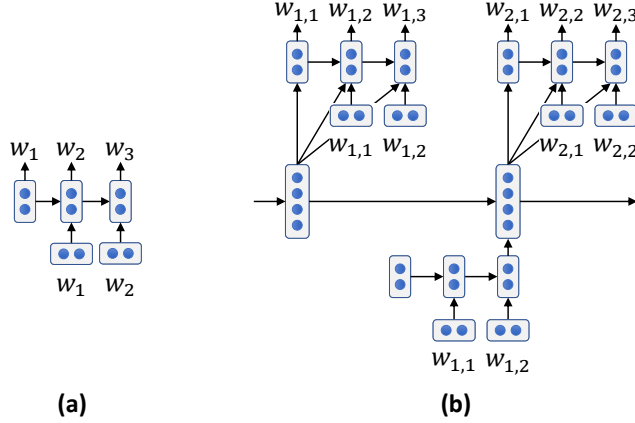 w₁,₁ w₁,₂ w₁,₃ w₂,₁ w₂,₂ w₂,₃
w₁,₁ w₁,₂ w₂,₁ w₂,₂
w₁ w₂ w₃
w₁ w₂
w₁,₁ w₁,₂
(a) (b)